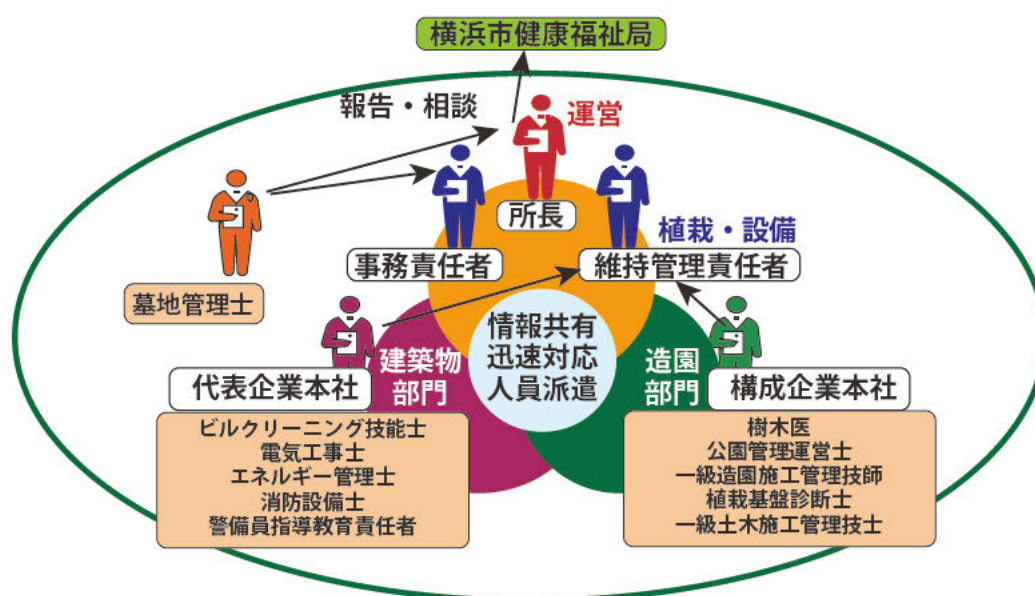 横浜市健康福祉局
報告・相談
運営
所長
植栽・設備
事務責任者
維持管理責任者
墓地管理士
情報共有
迅速対応
人員派遣
建築物
部門
造園
部門
代表企業本社
構成企業本社
ビルクリーニング技能士
電気工事士
エネルギー管理士
消防設備士
警備員指導教育責任者
樹木医
公園管理運営士
一級造園施工管理技師
植栽基盤診断士
一級土木施工管理技士